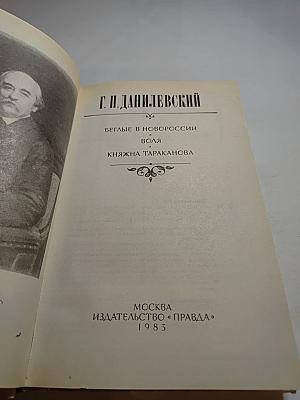 Г. П. ДАНИЛЕВСКИЙ
БЕГЛЫЕ В НОВОРОССИИ
ВОЛЯ
КНЯЖНА ТАРАКАНОВА
МОСКВА
ИЗДАТЕЛЬСТВО «ПРАВДА»
1983